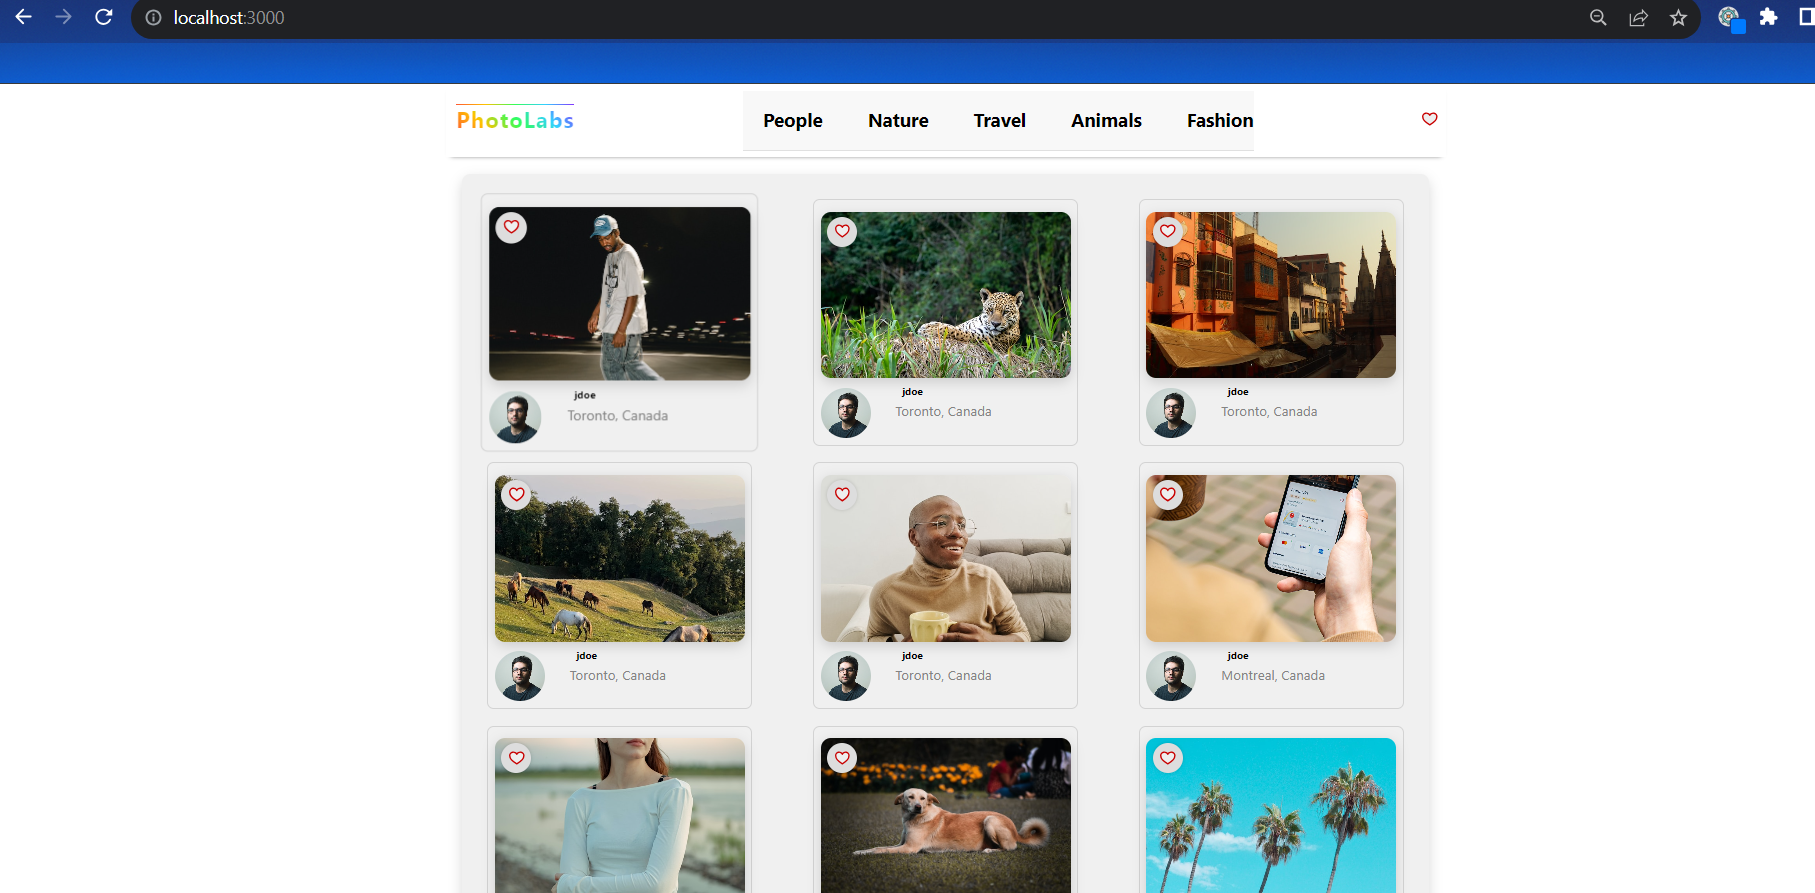 localhost:3000
PhotoLabs
People Nature Travel Animals Fashion
jdoe
Toronto, Canada
jdoe
Toronto, Canada
jdoe
Toronto, Canada
jdoe
Toronto, Canada
jdoe
Toronto, Canada
jdoe
Montreal, Canada